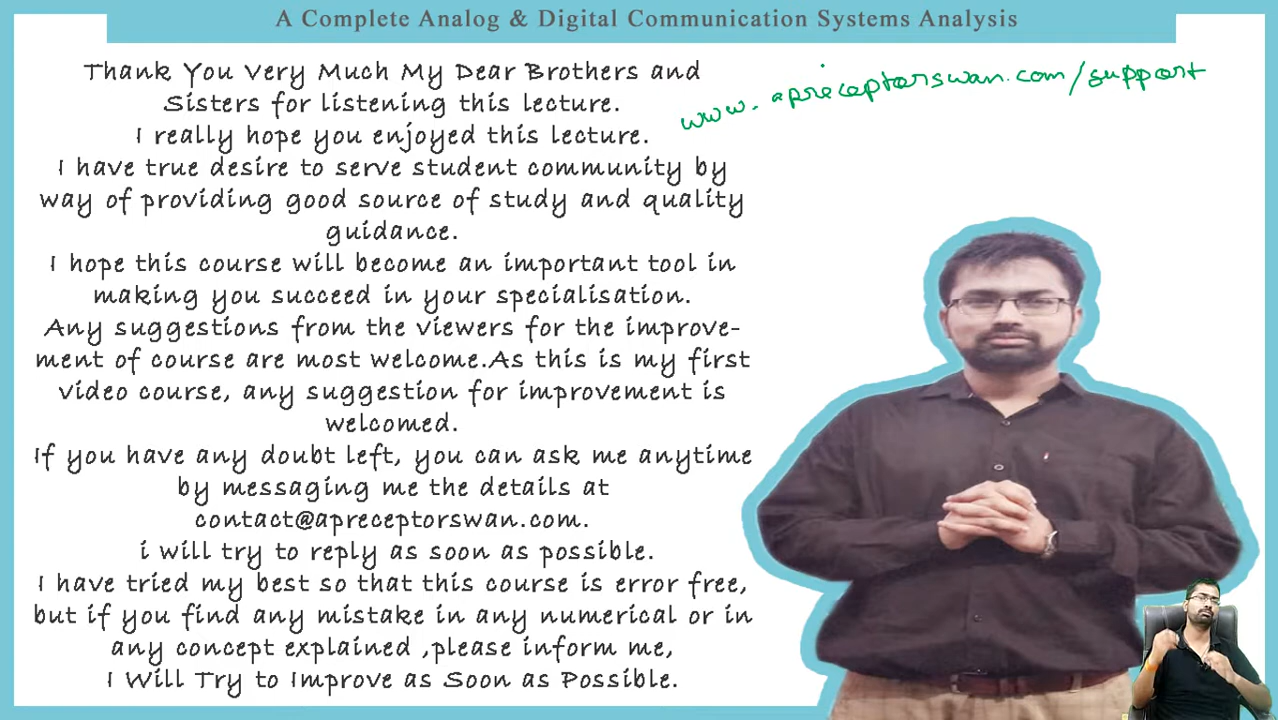 A Complete Analog & Digital Communication Systems Analysis
Thank You Very Much My Dear Brothers and
Sisters for listening this lecture.
I really hope you enjoyed this lecture.
I have true desire to serve student community by
way of providing good source of study and quality
guidance.
I hope this course will become an important tool in
making you succeed in your specialisation.
Any suggestions from the viewers for the improve-
ment of course are most welcome.As this is my first
video course, any suggestion for improvement is
welcomed.
If you have any doubt left, you can ask me anytime
by messaging me the details at
contact@apreceptorswan.com.
i will try to reply as soon as possible.
I have tried my best so that this course is error free,
but if you find any mistake in any numerical or in
any concept explained ,please inform me,
I Will Try to Improve as Soon as Possible.
www.apreceptorswan.com/support